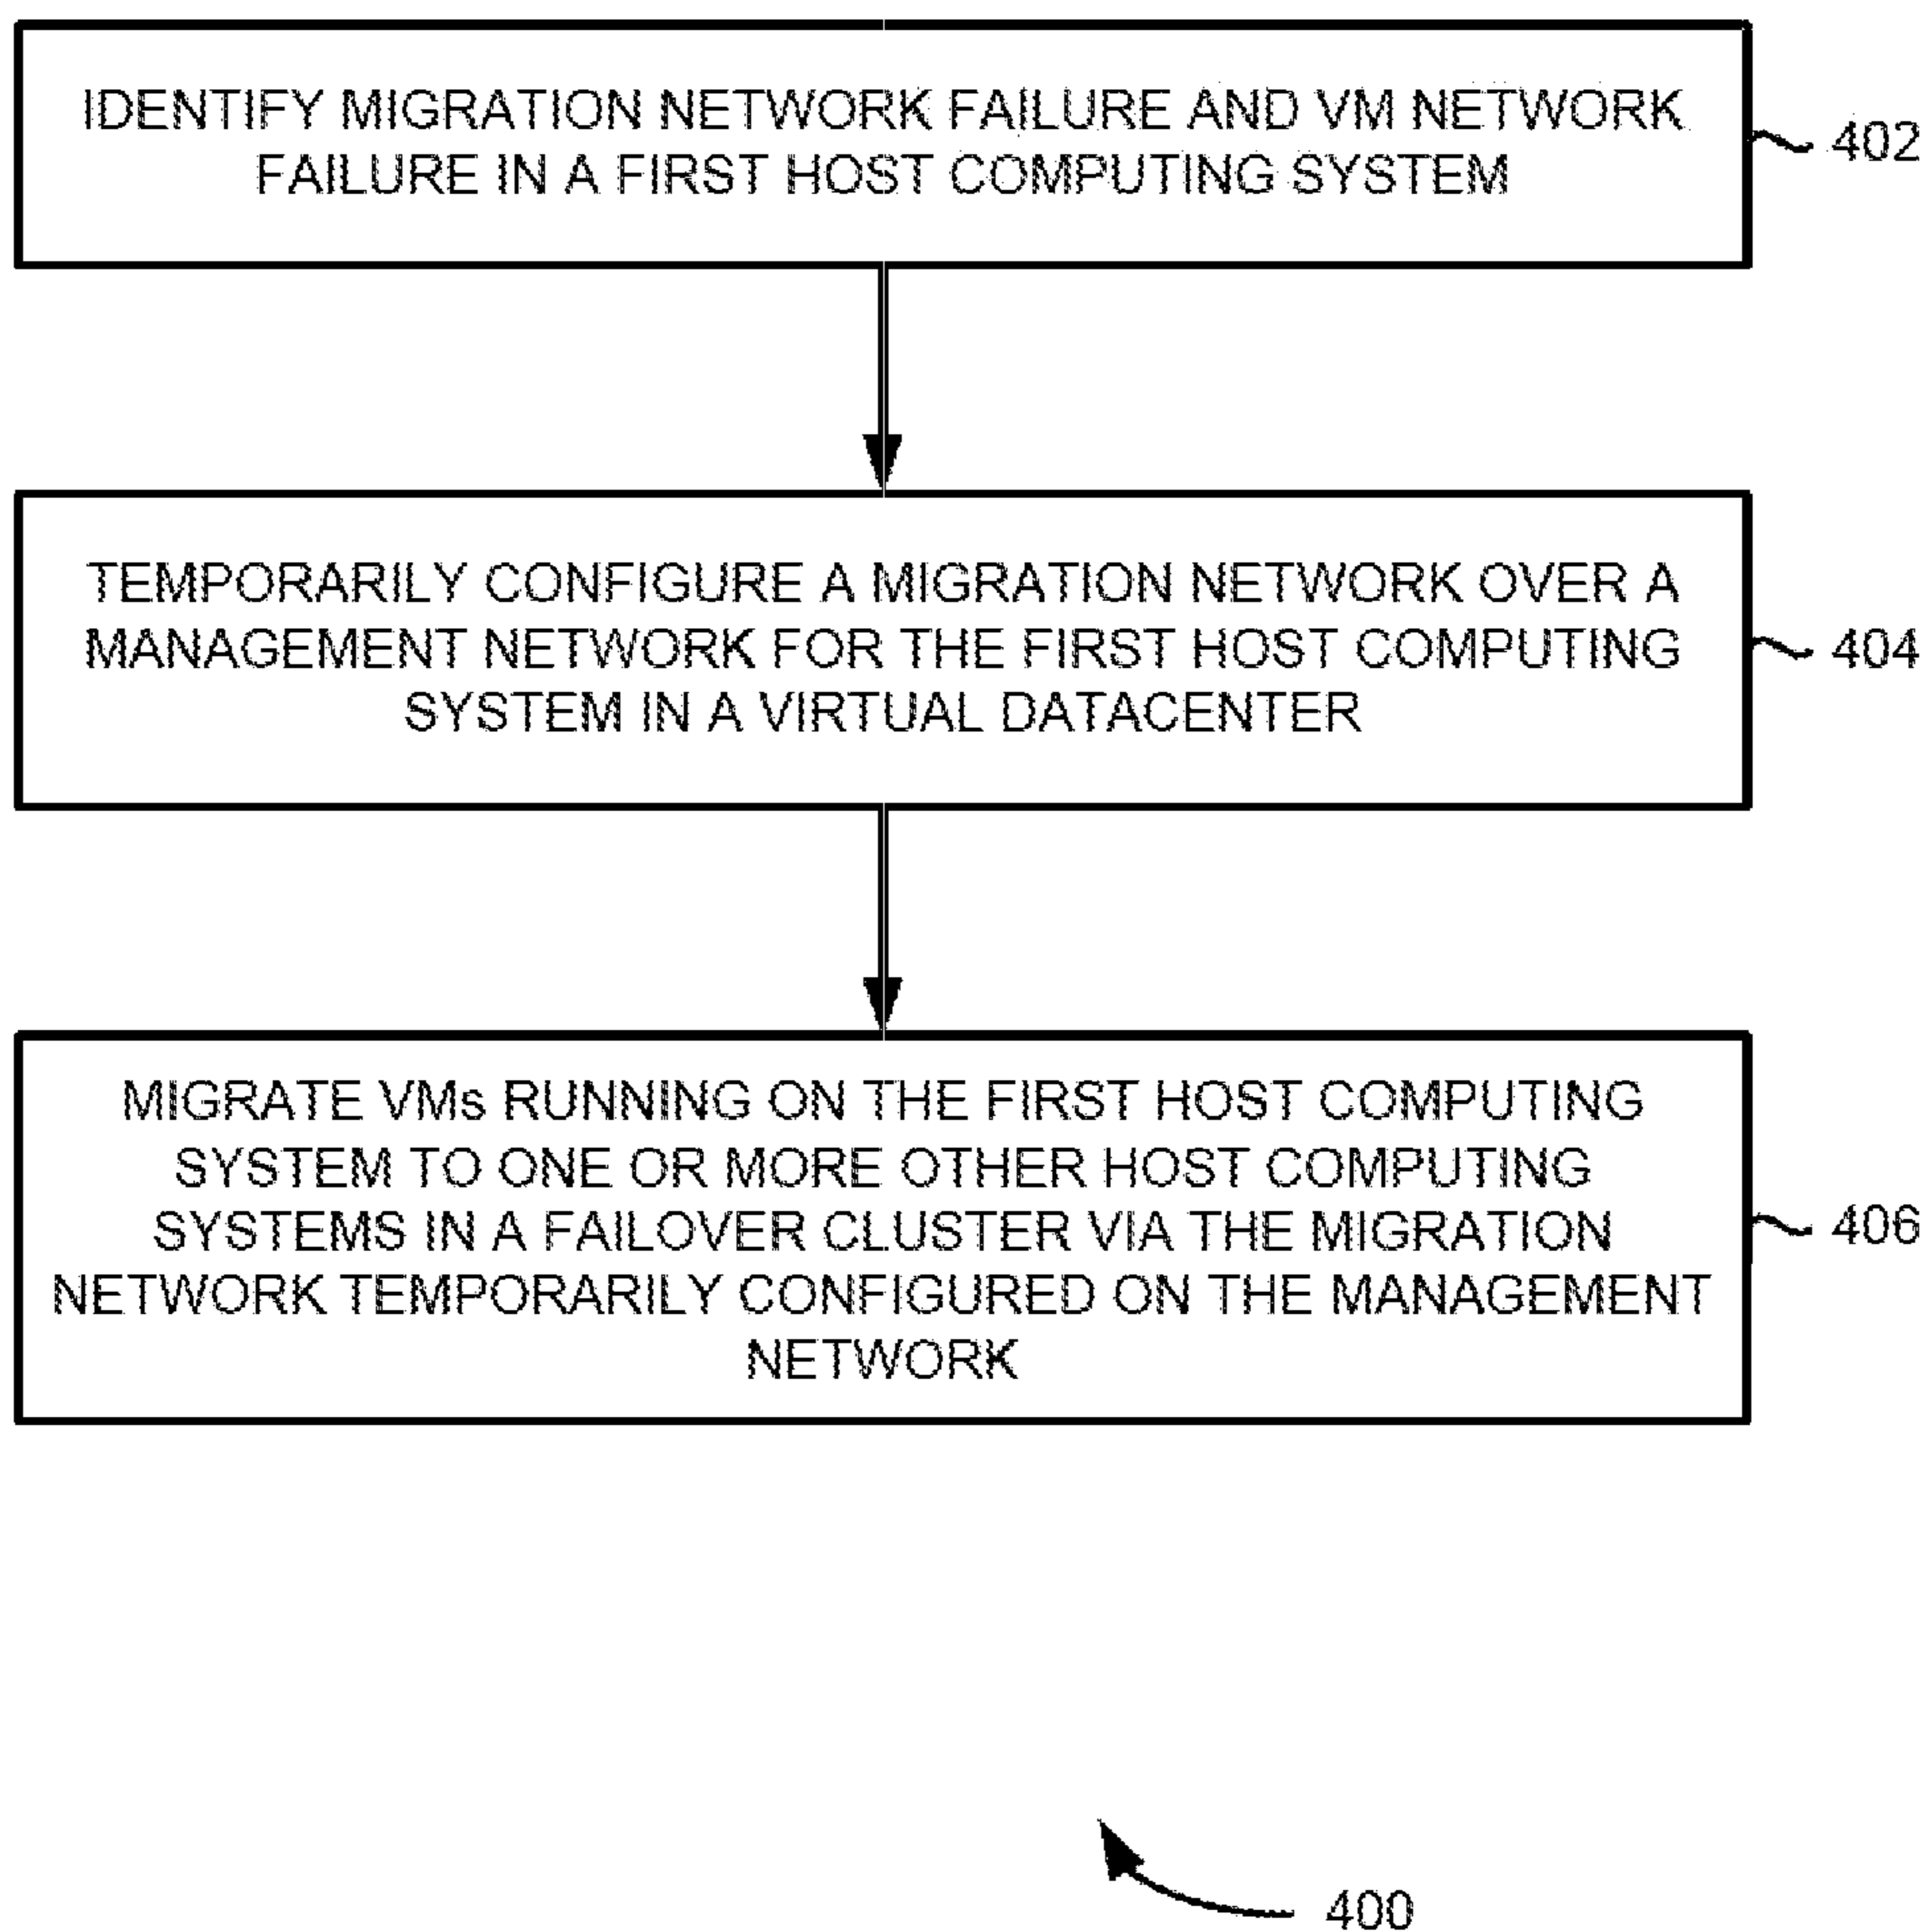 IDENTIFY MIGRATION NETWORK FAILURE AND VM NETWORK
FAILURE IN A FIRST HOST COMPUTING SYSTEM
402
TEMPORARILY CONFIGURE A MIGRATION NETWORK OVER A
MANAGEMENT NETWORK FOR THE FIRST HOST COMPUTING
SYSTEM IN A VIRTUAL DATACENTER
404
MIGRATE VMs RUNNING ON THE FIRST HOST COMPUTING
SYSTEM TO ONE OR MORE OTHER HOST COMPUTING
SYSTEMS IN A FAILOVER CLUSTER VIA THE MIGRATION
NETWORK TEMPORARILY CONFIGURED ON THE MANAGEMENT
NETWORK
406
400